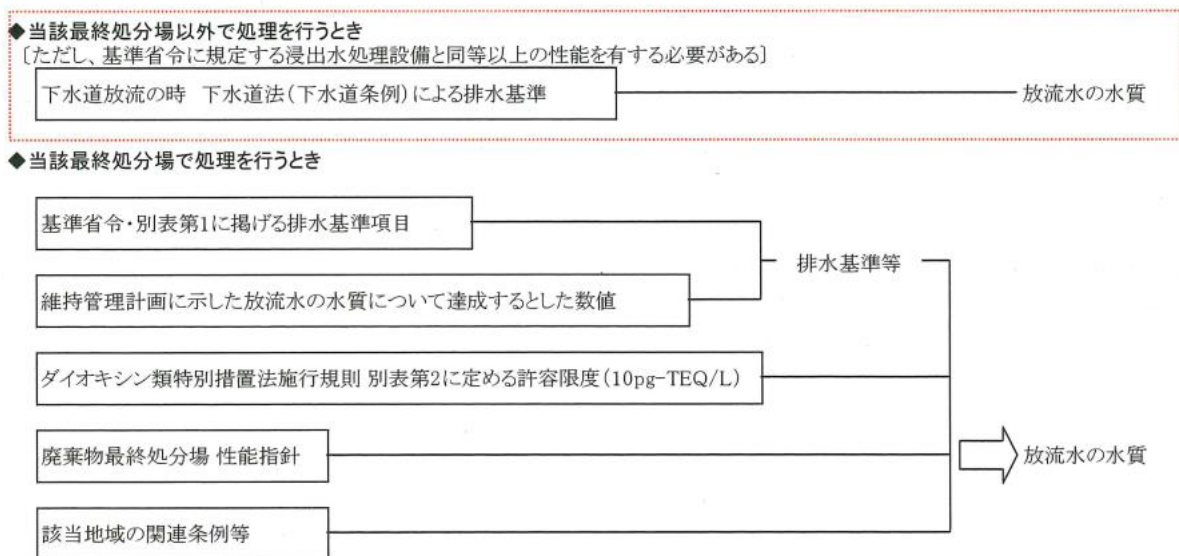 ◆当該最終処分場以外で処理を行うとき
〔ただし、基準省令に規定する浸出水処理設備と同等以上の性能を有する必要がある〕
下水道放流の時　下水道法（下水道条例）による排水基準
放流水の水質
◆当該最終処分場で処理を行うとき
基準省令・別表第1に掲げる排水基準項目
排水基準等
維持管理計画に示した放流水の水質について達成するとした数値
ダイオキシン類特別措置法施行規則 別表第2に定める許容限度（10pg-TEQ/L）
廃棄物最終処分場 性能指針
放流水の水質
該当地域の関連条例等